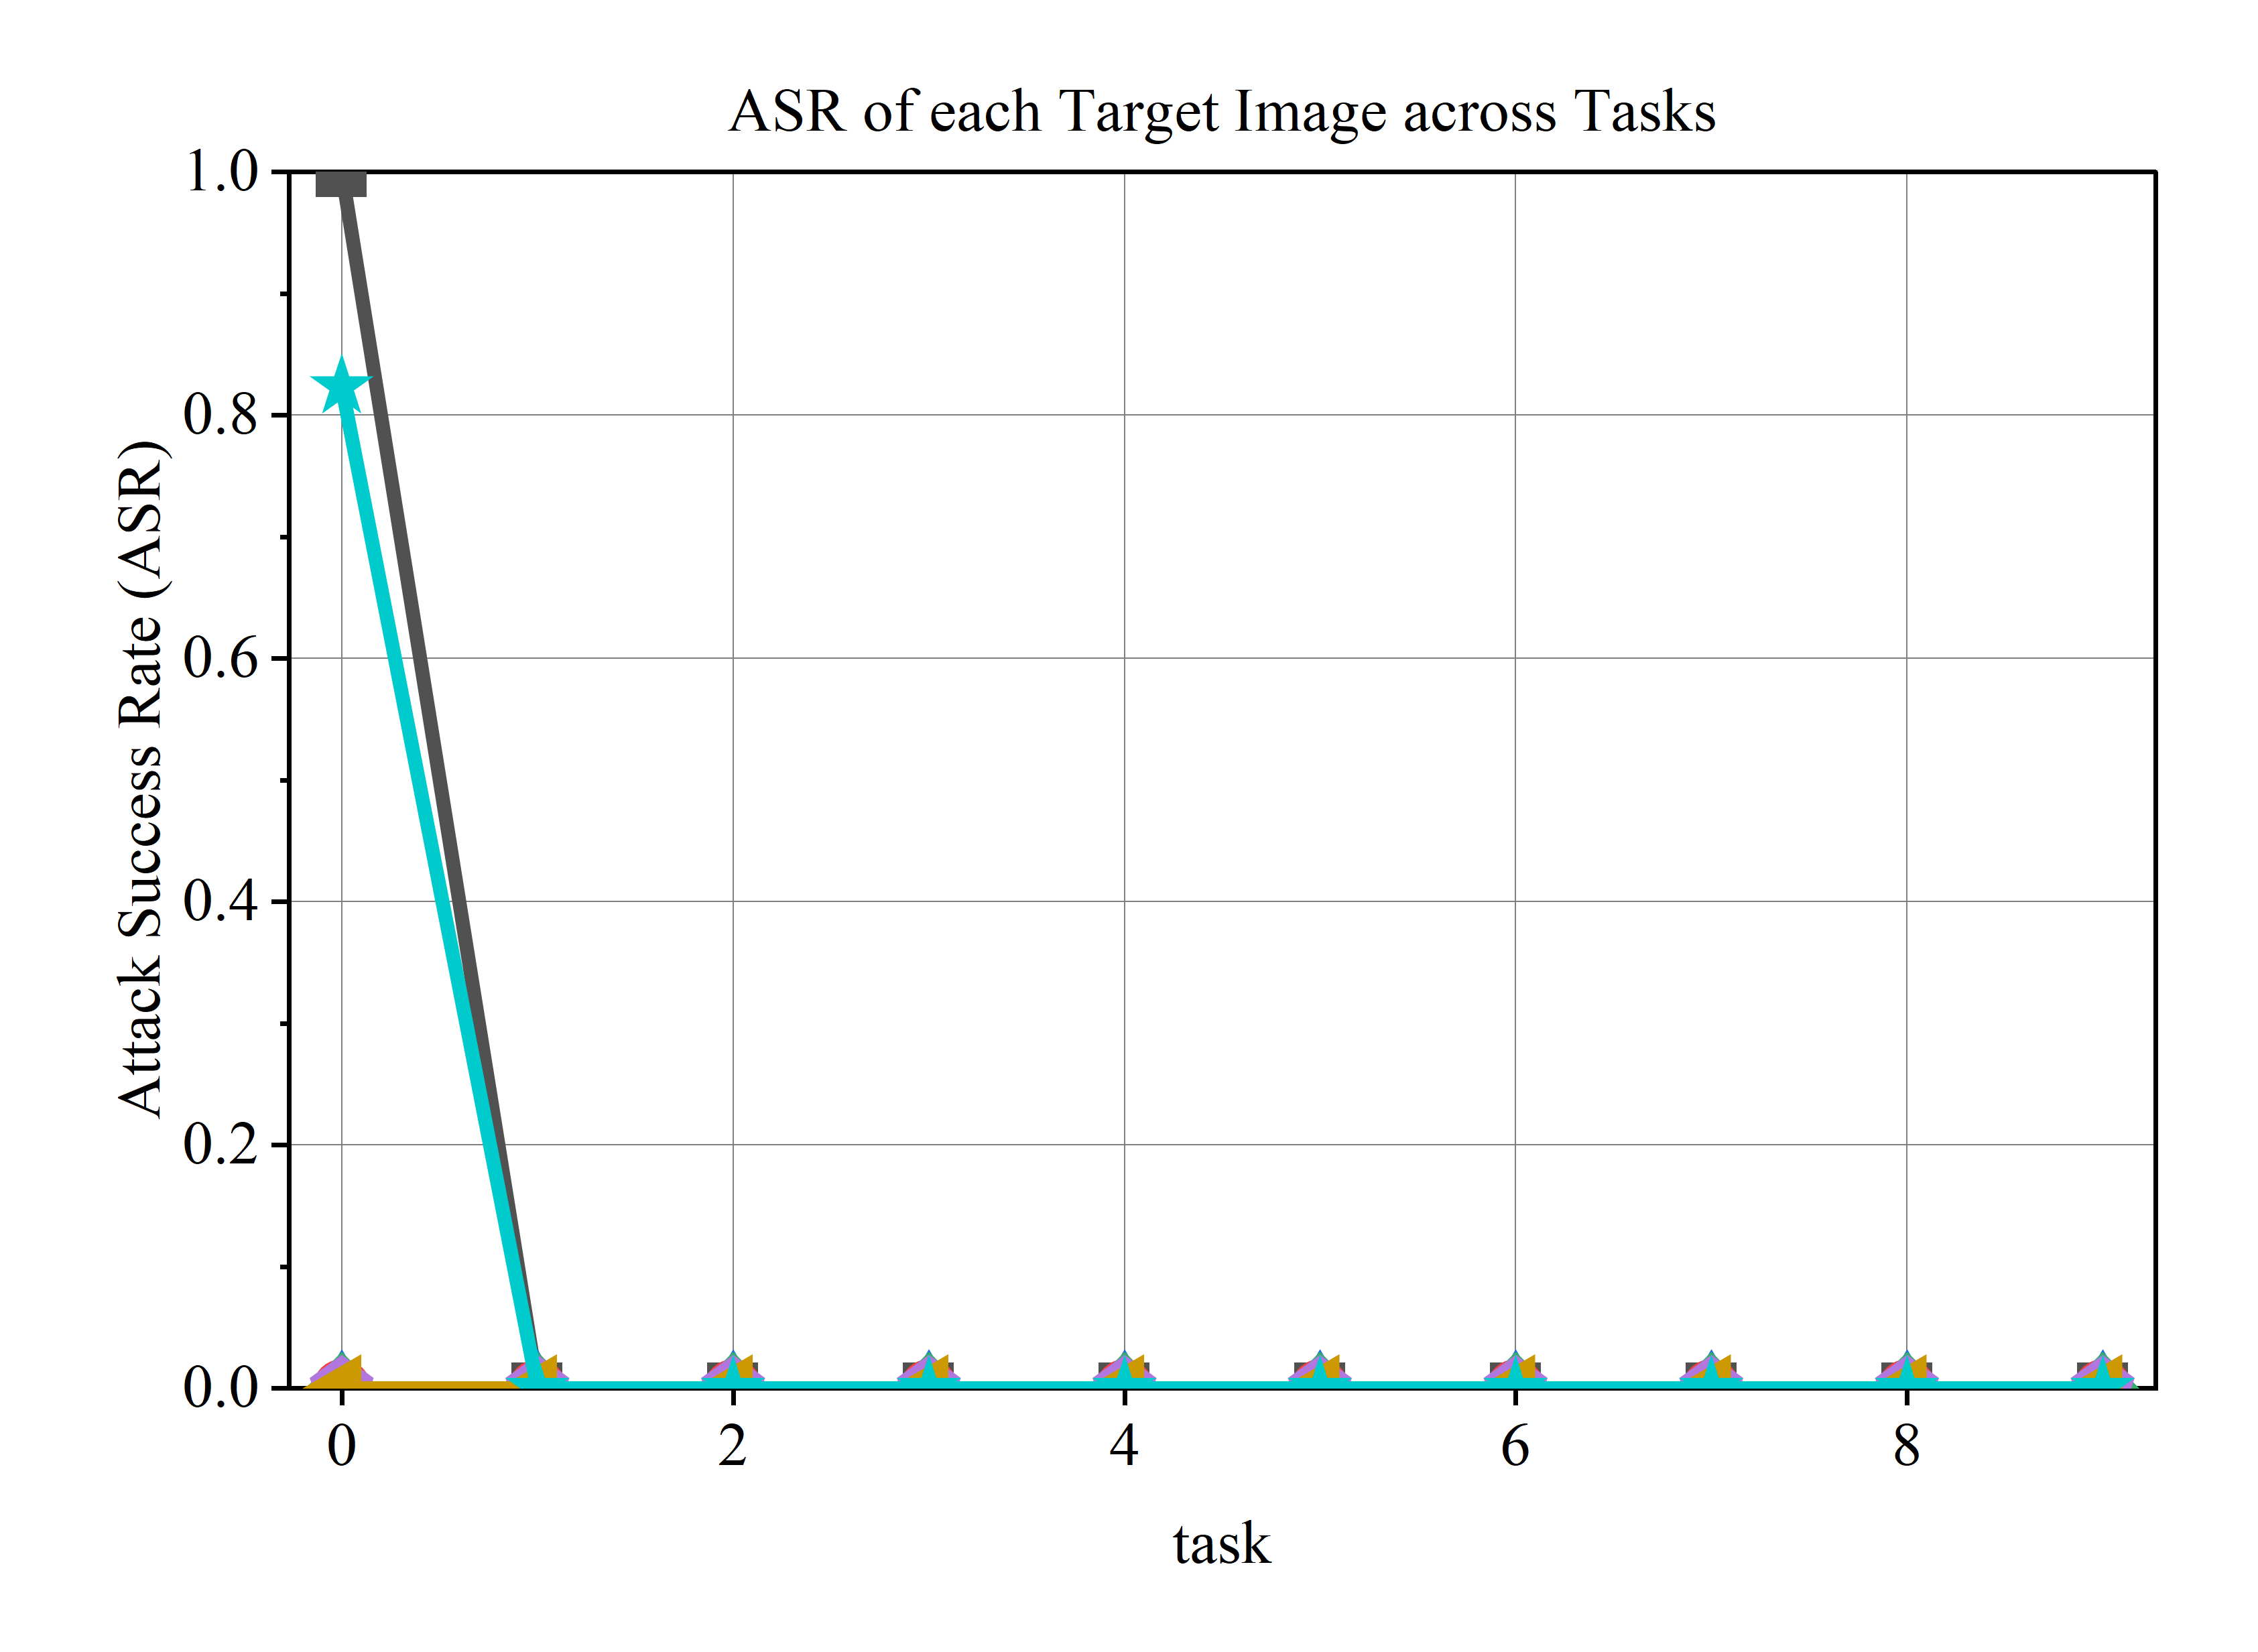 ASR of each Target Image across Tasks
Attack Success Rate (ASR)
1.0
0.8
0.6
0.4
0.2
0.0
0 2 4 6 8
task